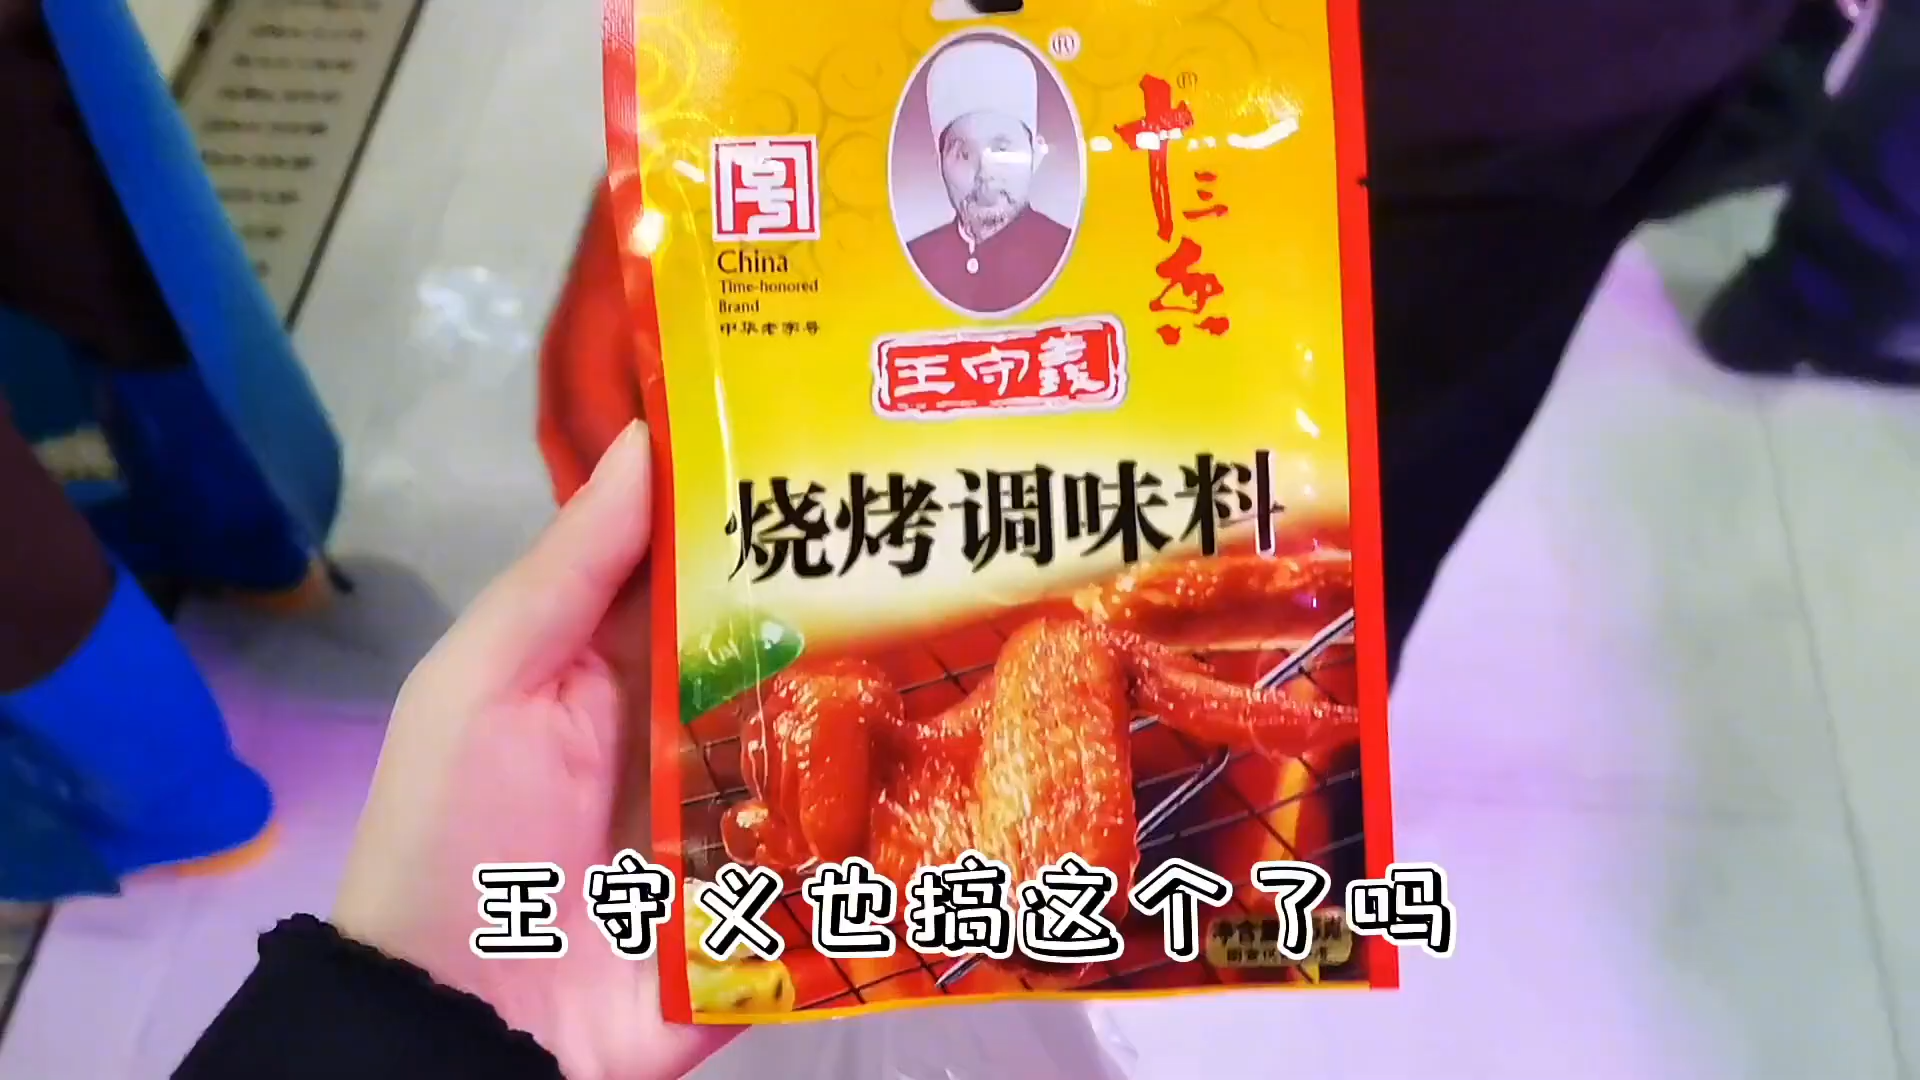 十三香
China
Time-honored
Brand
中华老字号
王守義
烧烤调味料
王守义也搞这个了吗